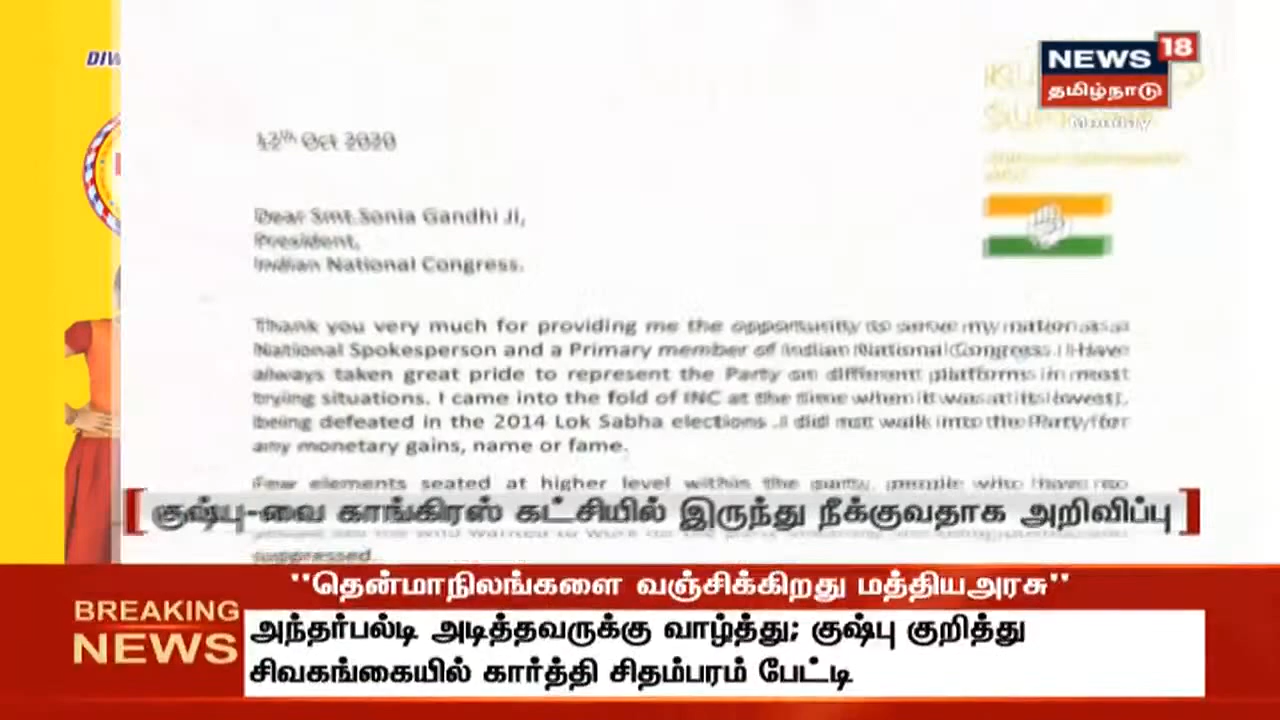 DIW
NEWS 18
தமிழ்நாடு
12th Oct 2020
Dear Smt.Sonia Gandhi Ji,
President,
Indian National Congress.
Thank you very much for providing me the opportunity to serve my nation as a
National Spokesperson and a Primary member of Indian National Congress. I Have
always taken great pride to represent the Party on different platforms in most
trying situations. I came into the fold of INC at the time when it was at its lowest,
being defeated in the 2014 Lok Sabha elections .I did not walk into the Party for
any monetary gains, name or fame.
Few elements seated at higher level within the party, people who have no
[ குஷ்பு-வை காங்கிரஸ் கட்சியில் இருந்து நீக்குவதாக அறிவிப்பு ]
suppressed.
''தென்மாநிலங்களை வஞ்சிக்கிறது மத்தியஅரசு''
BREAKING
NEWS
அந்தர்பல்டி அடித்தவருக்கு வாழ்த்து; குஷ்பு குறித்து
சிவகங்கையில் கார்த்தி சிதம்பரம் பேட்டி